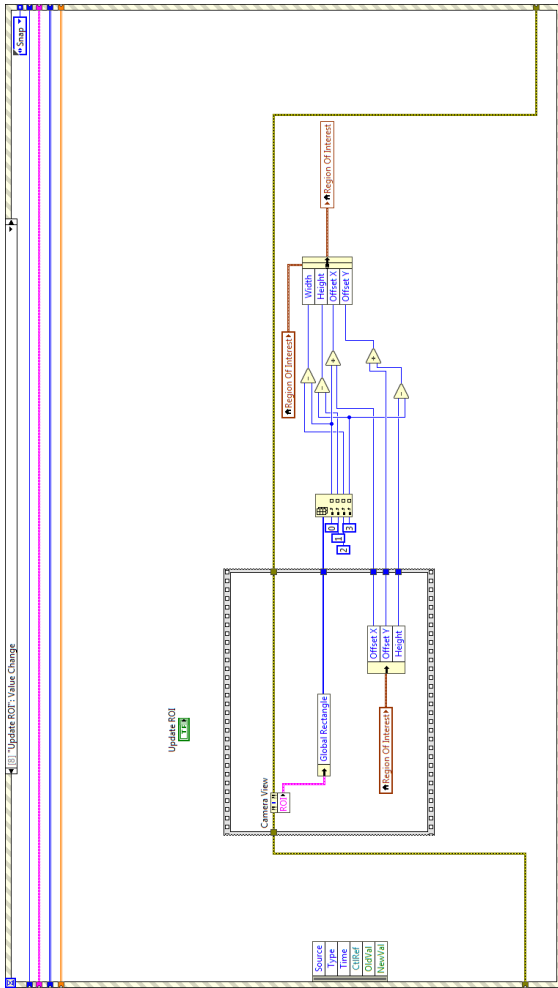 [8] "Update ROI": Value Change
Snap
Update ROI
TF
Source
Type
Time
CtlRef
OldVal
NewVal
Camera View
ROI
Global Rectangle
Region Of Interest
Offset X
Offset Y
Height
0
1
2
3
Region Of Interest
Width
Height
Offset X
Offset Y
Region Of Interest